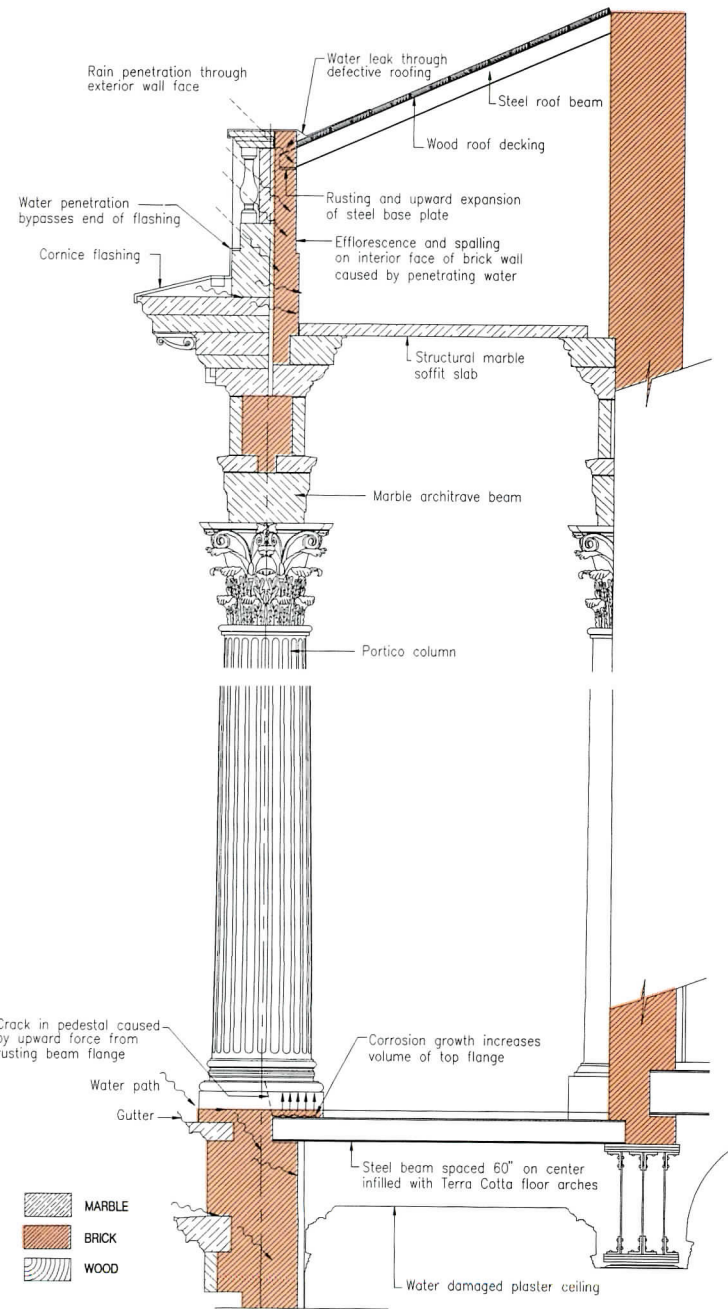 Water leak through
defective roofing
Rain penetration through
exterior wall face
Steel roof beam
Wood roof decking
Water penetration
bypasses end of flashing
Rusting and upward expansion
of steel base plate
Cornice flashing
Efflorescence and spalling
on interior face of brick wall
caused by penetrating water
Structural marble
soffit slab
Marble architrave beam
Portico column
Crack in pedestal caused
by upward force from
rusting beam flange
Corrosion growth increases
volume of top flange
Water path
Gutter
Steel beam spaced 60" on center
infilled with Terra Cotta floor arches
MARBLE
BRICK
WOOD
Water damaged plaster ceiling